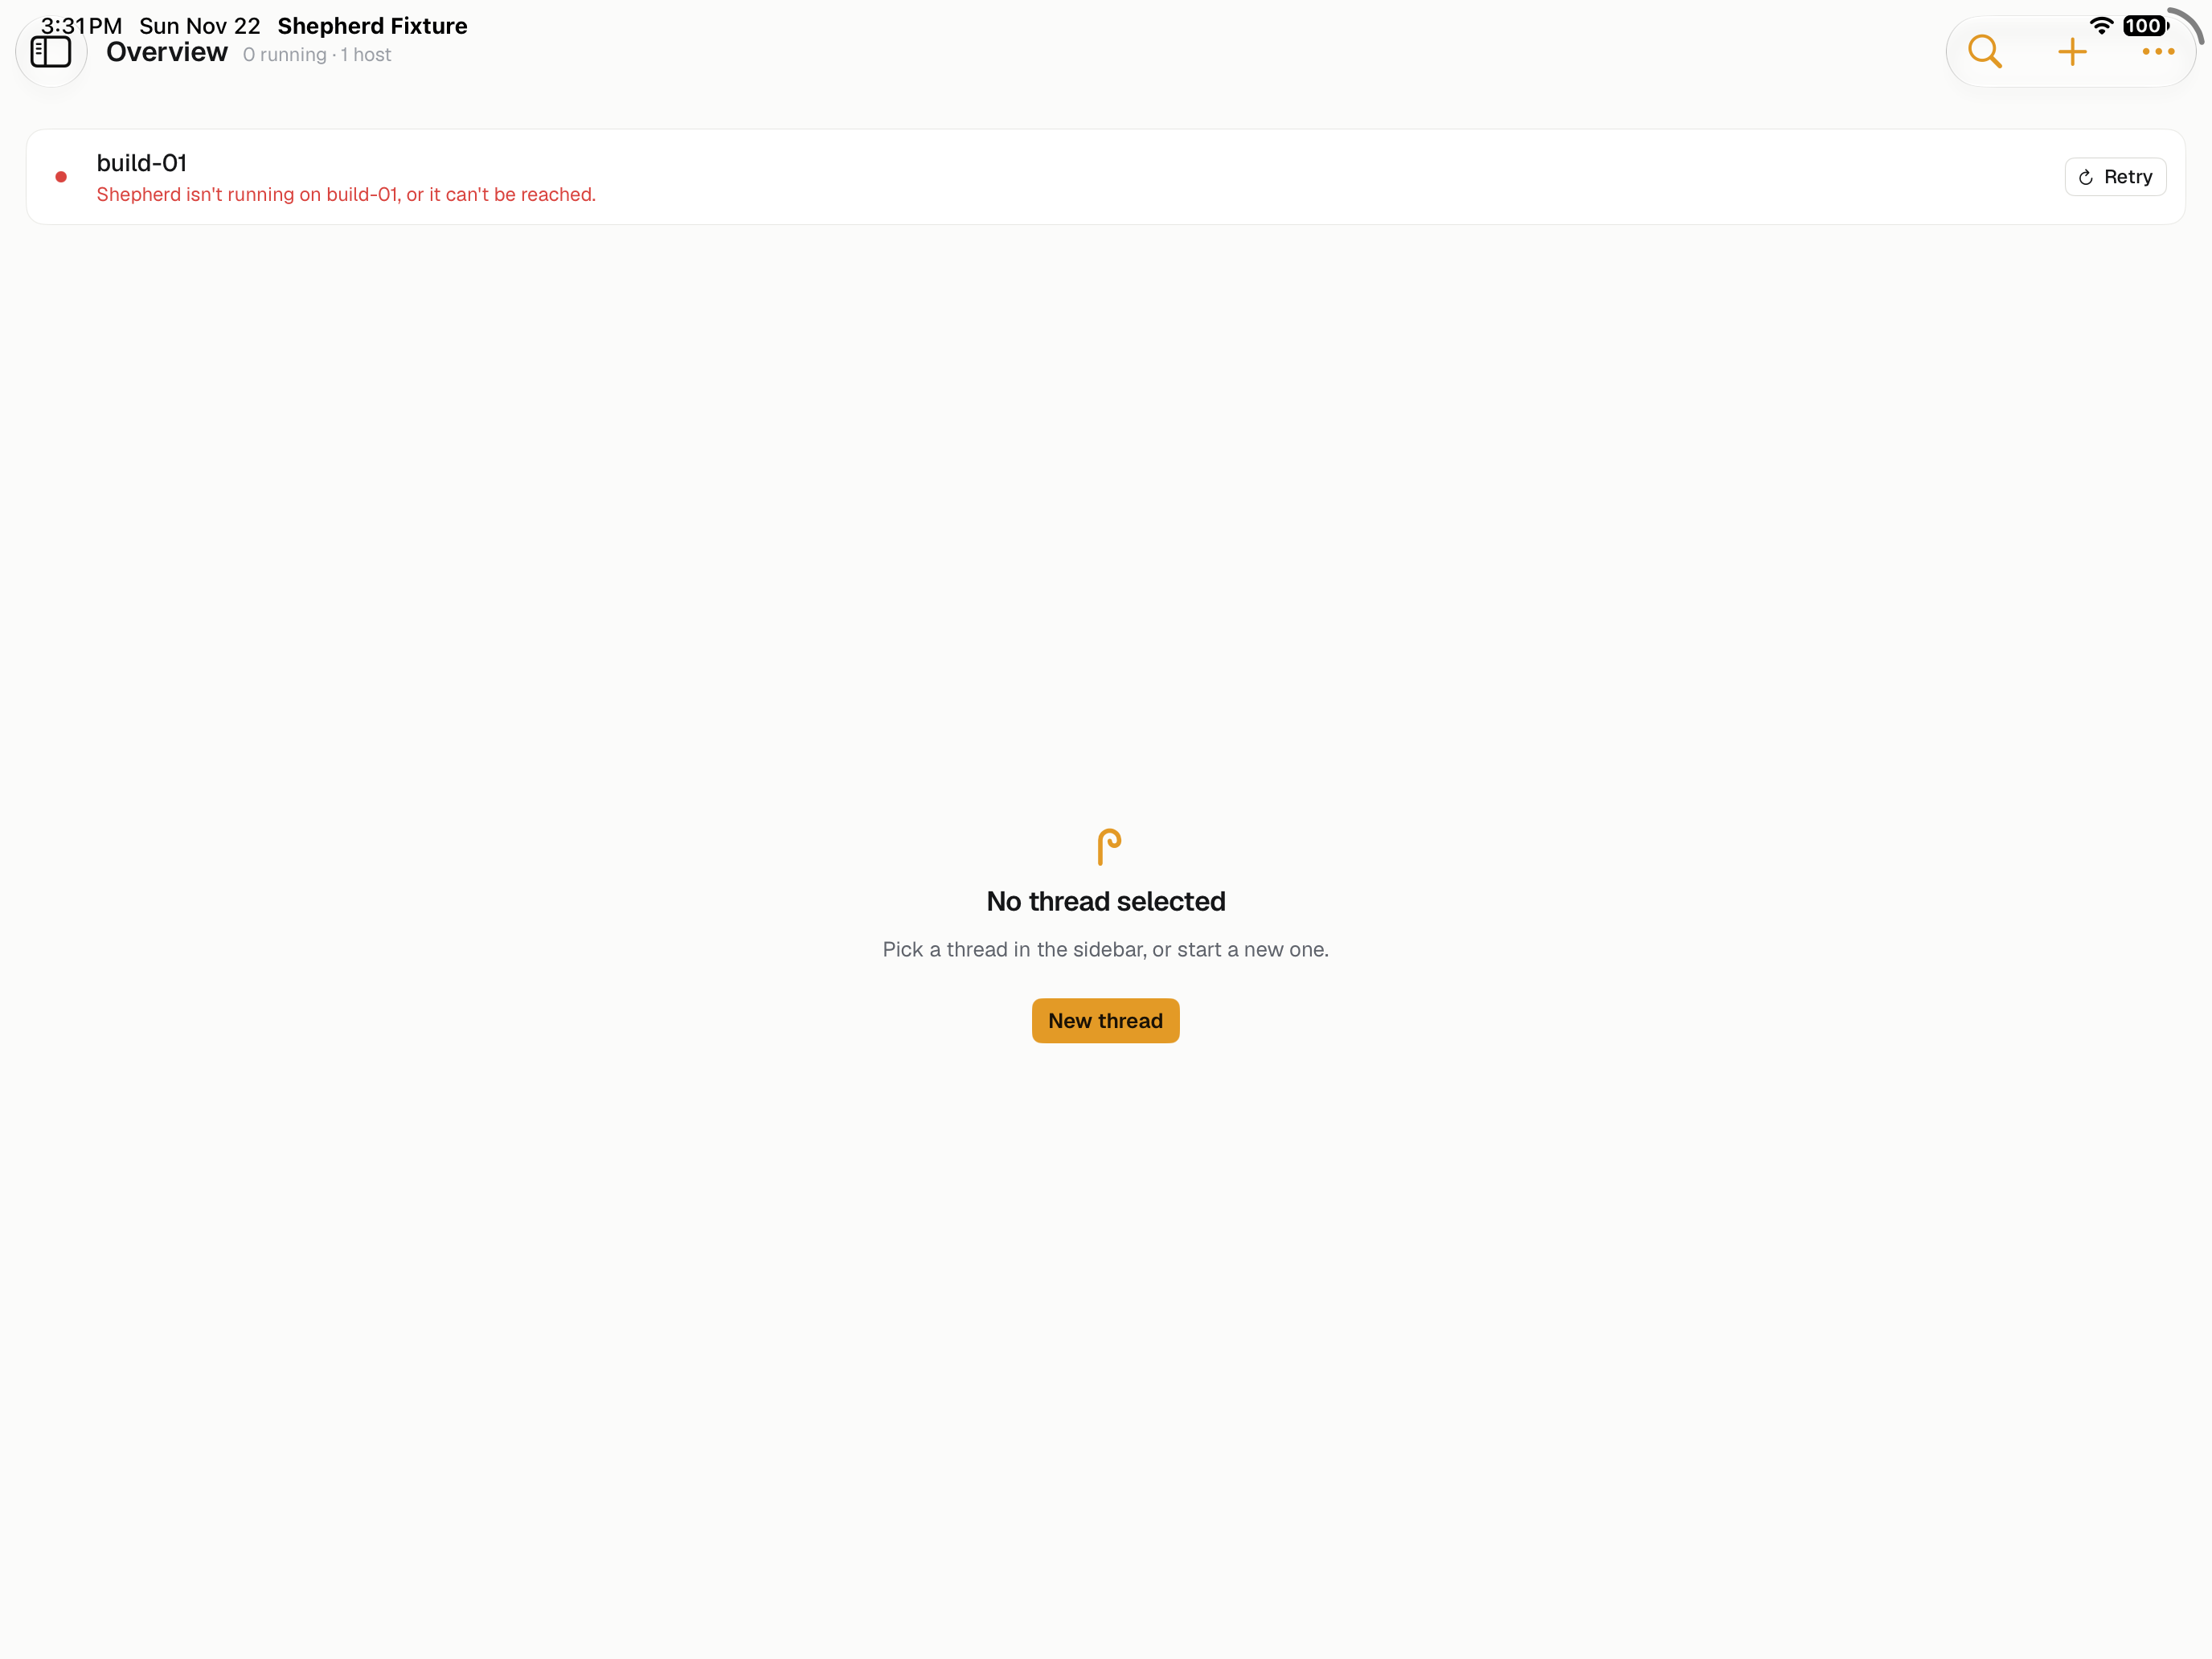 3:31 PM Sun Nov 22 Shepherd Fixture
100
Overview 0 running · 1 host
build-01
Shepherd isn't running on build-01, or it can't be reached.
Retry
No thread selected
Pick a thread in the sidebar, or start a new one.
New thread